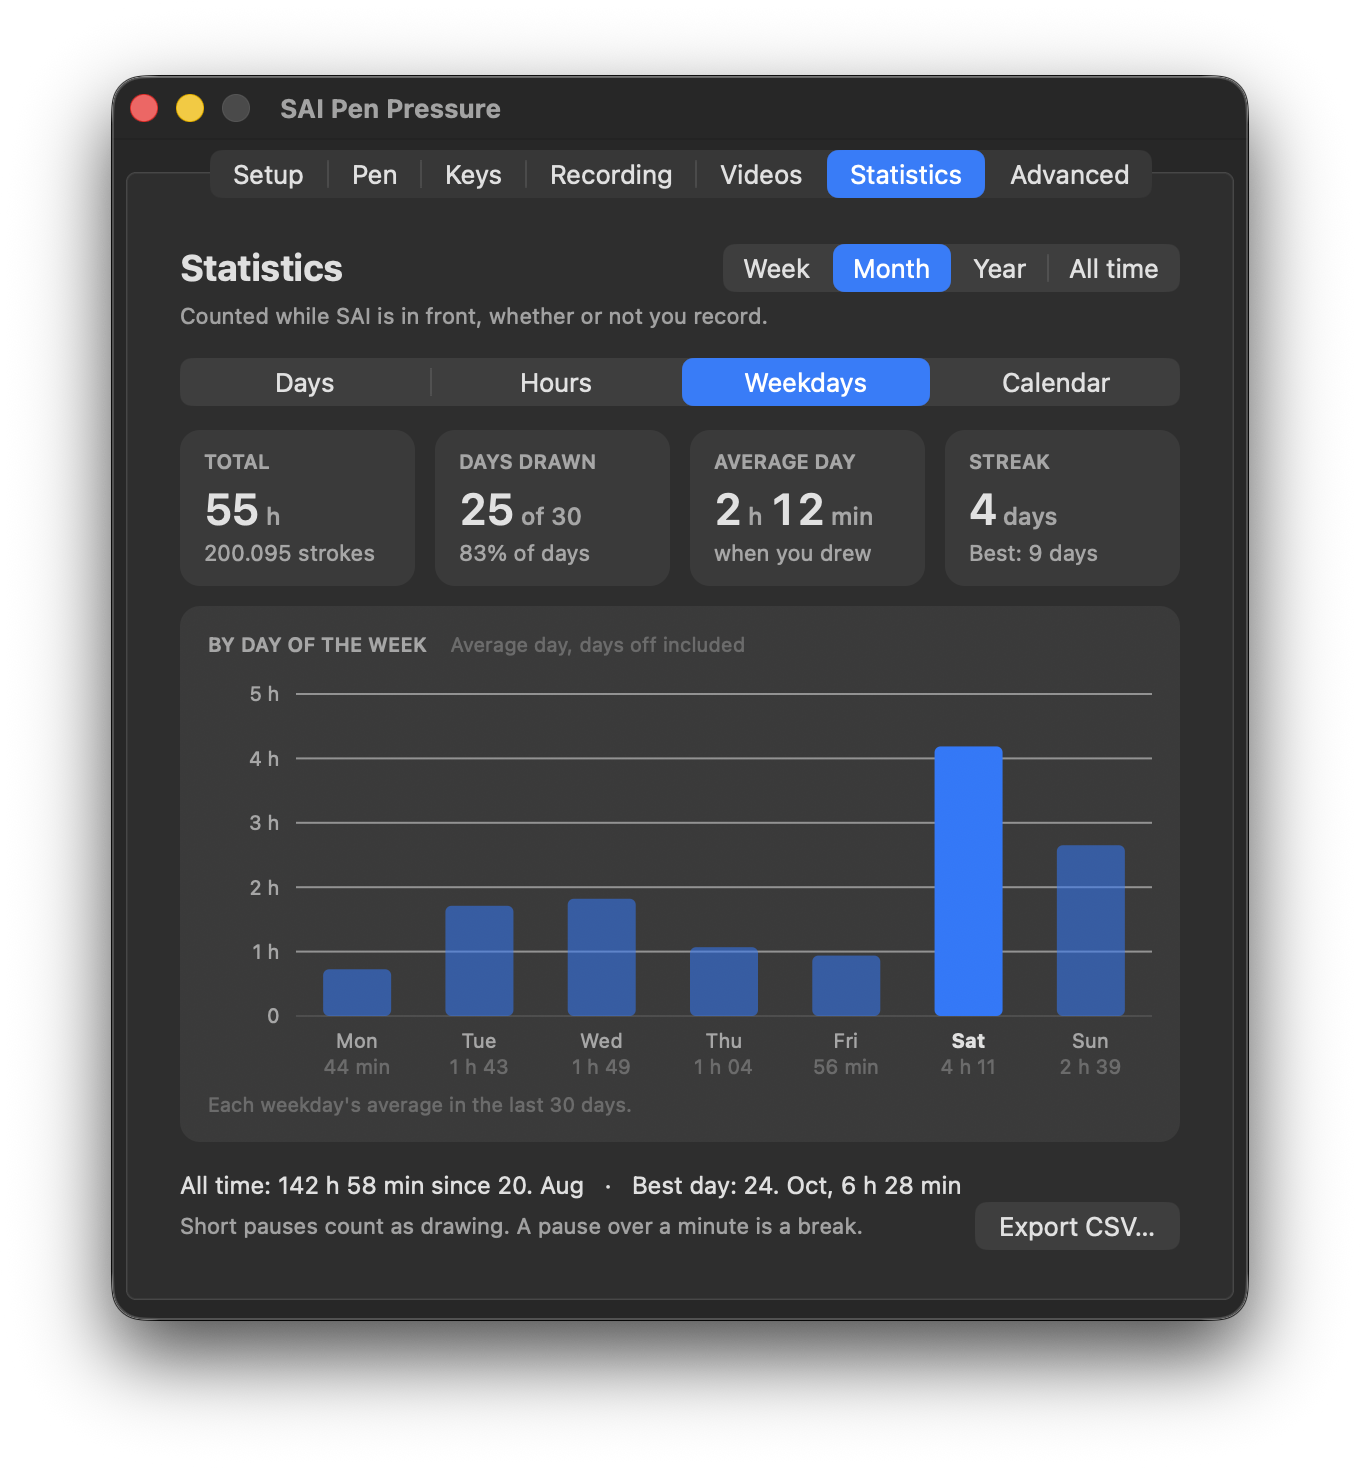 SAI Pen Pressure
Setup Pen Keys Recording Videos Statistics Advanced
Statistics
Week Month Year All time
Counted while SAI is in front, whether or not you record.
Days Hours Weekdays Calendar
TOTAL
55 h
200.095 strokes
DAYS DRAWN
25 of 30
83% of days
AVERAGE DAY
2 h 12 min
when you drew
STREAK
4 days
Best: 9 days
BY DAY OF THE WEEK Average day, days off included
5 h
4 h
3 h
2 h
1 h
0
Mon Tue Wed Thu Fri Sat Sun
44 min 1 h 43 1 h 49 1 h 04 56 min 4 h 11 2 h 39
Each weekday's average in the last 30 days.
All time: 142 h 58 min since 20. Aug · Best day: 24. Oct, 6 h 28 min
Short pauses count as drawing. A pause over a minute is a break.
Export CSV...